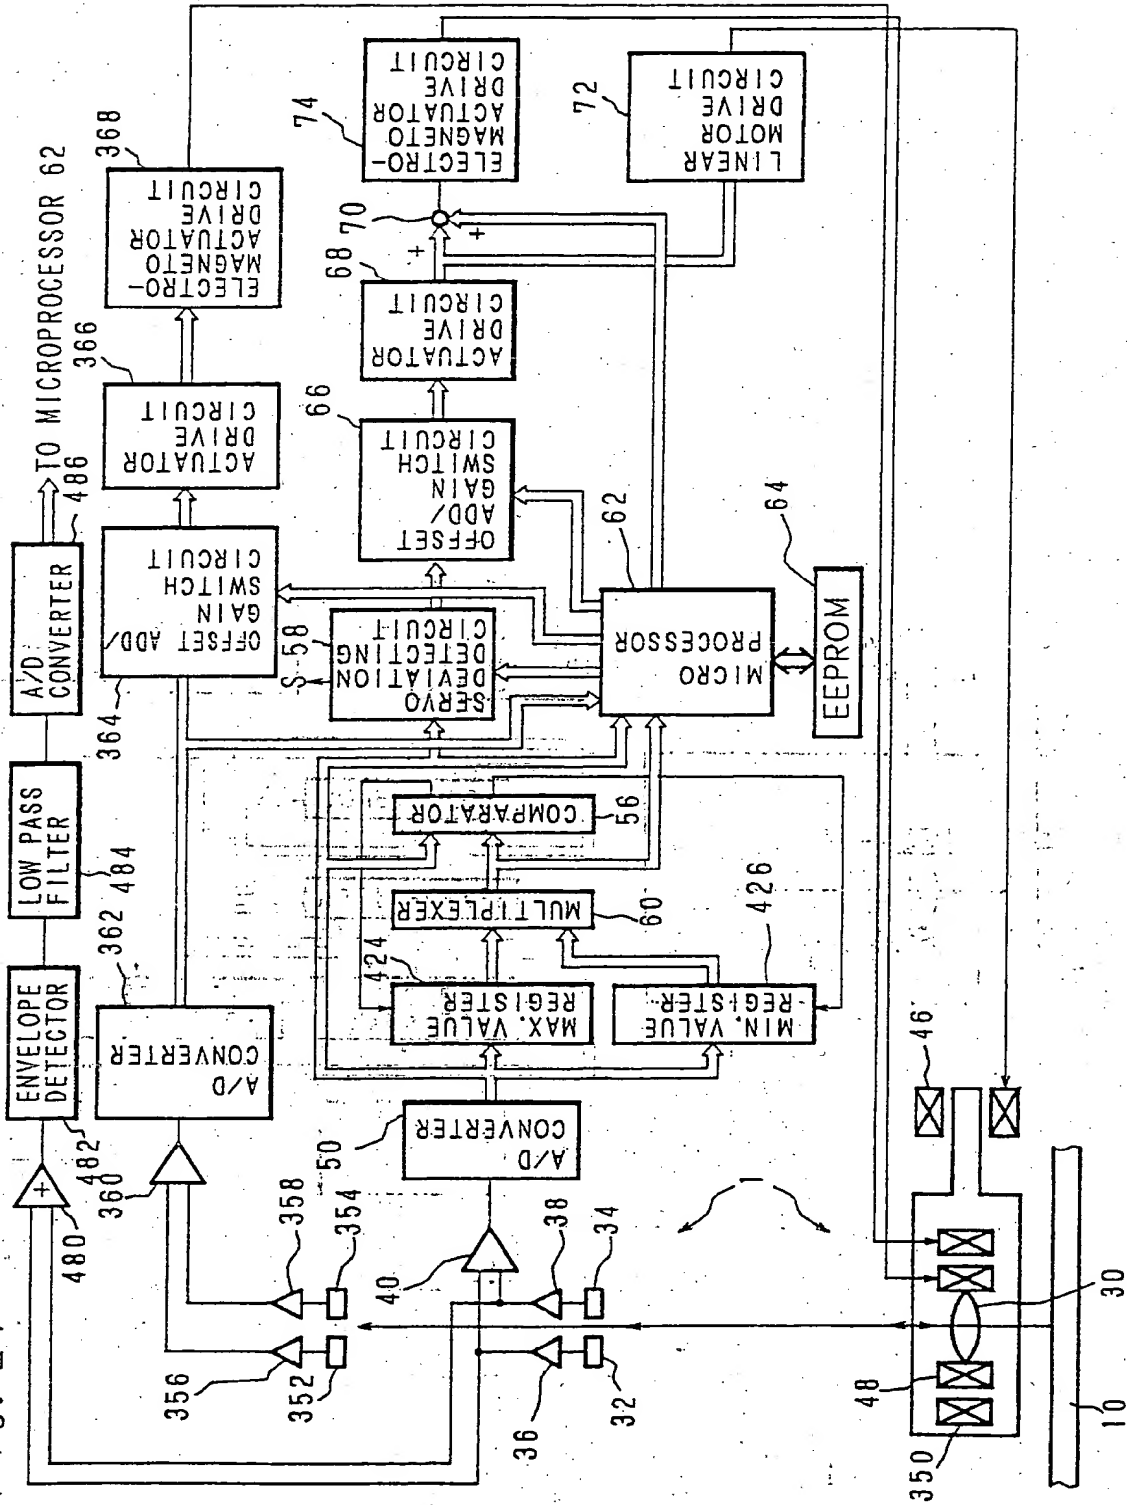 TO MICROPROCESSOR 62
368
ELECTRO-
MAGNETO
ACTUATOR
DRIVE
CIRCUIT
74
ELECTRO-
MAGNETO
ACTUATOR
DRIVE
CIRCUIT
72
LINEAR
MOTOR
DRIVE
CIRCUIT
70
+
+
366
ACTUATOR
DRIVE
CIRCUIT
68
ACTUATOR
DRIVE
CIRCUIT
486
A/D
CONVERTER
364
OFFSET ADD/
GAIN
SWITCH
CIRCUIT
66
OFFSET
ADD/
GAIN
SWITCH
CIRCUIT
58
S
SERVO
DEVIATION
DETECTING
CIRCUIT
62
MICRO
PROCESSOR
64
EEPROM
484
LOW PASS
FILTER
COMPARATOR
56
MULTIPLEXER
60
482
ENVELOPE
DETECTOR
362
A/D
CONVERTER
424
MAX. VALUE
REGISTER
426
MIN. VALUE
REGISTER
50
A/D
CONVERTER
480
+
360
358
354
356
352
40
-
38
34
36
32
1
46
48
350
30
10